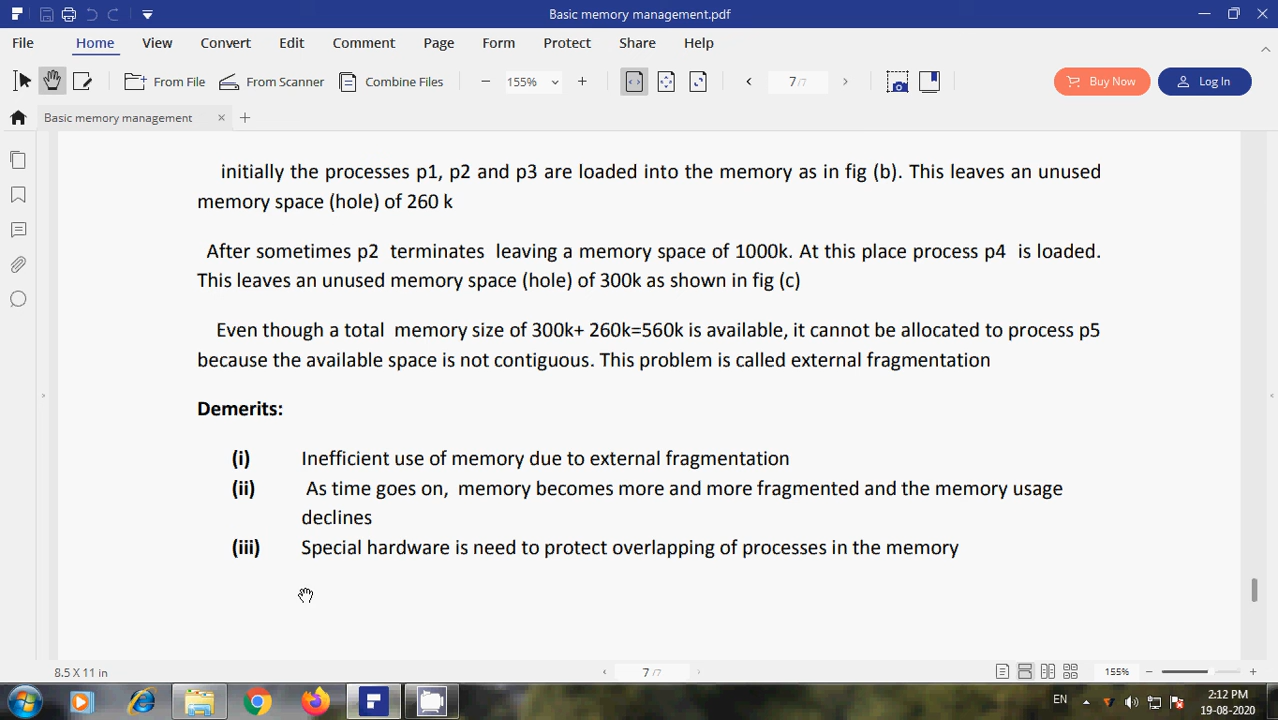 Basic memory management.pdf
File Home View Convert Edit Comment Page Form Protect Share Help
From File From Scanner Combine Files 155% 7/7 Buy Now Log In
Basic memory management
initially the processes p1, p2 and p3 are loaded into the memory as in fig (b). This leaves an unused
memory space (hole) of 260 k
After sometimes p2 terminates leaving a memory space of 1000k. At this place process p4 is loaded.
This leaves an unused memory space (hole) of 300k as shown in fig (c)
Even though a total memory size of 300k+ 260k=560k is available, it cannot be allocated to process p5
because the available space is not contiguous. This problem is called external fragmentation
Demerits:
(i) Inefficient use of memory due to external fragmentation
(ii) As time goes on, memory becomes more and more fragmented and the memory usage
declines
(iii) Special hardware is need to protect overlapping of processes in the memory
8.5 X 11 in 7/7 155%
EN 2:12 PM
19-08-2020